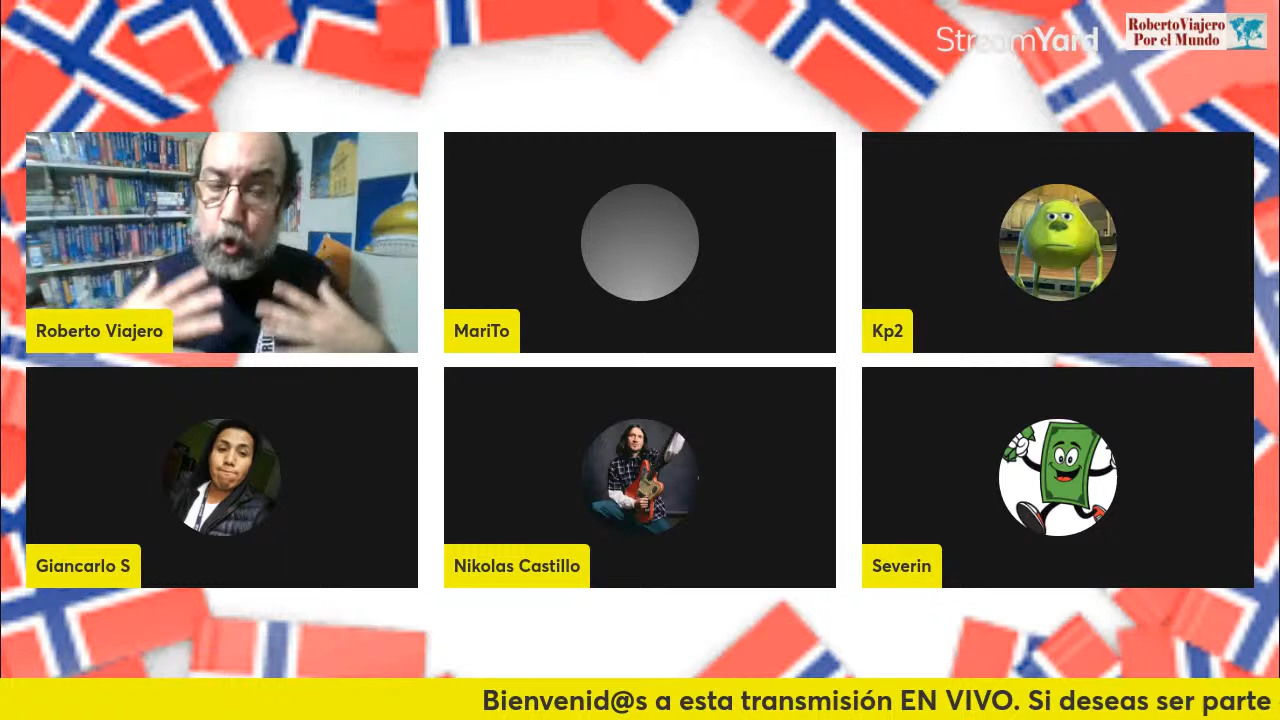 StreamYard
Roberto Viajero
Por el Mundo
Roberto Viajero
MariTo
Kp2
Giancarlo S
Nikolas Castillo
Severin
Bienvenid@s a esta transmisión EN VIVO. Si deseas ser parte